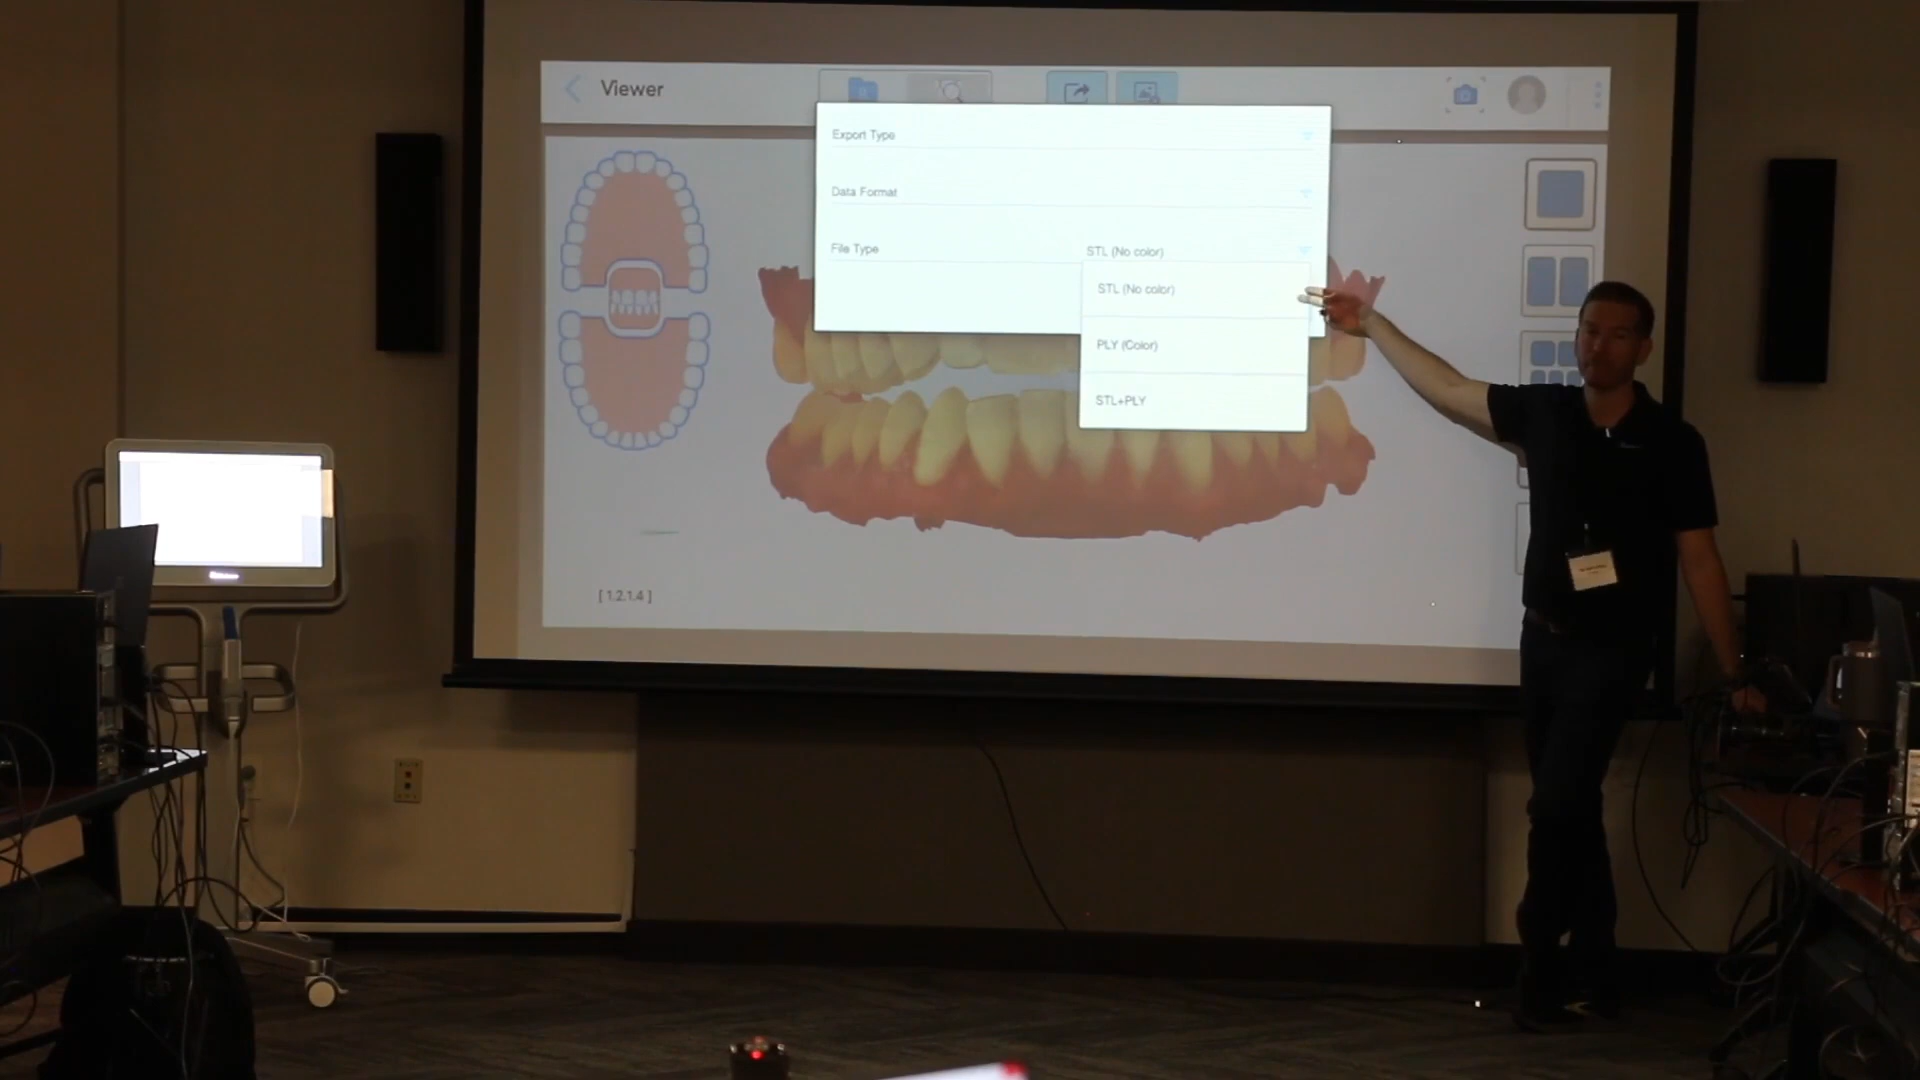 Viewer
Export Type
Data Format
File Type
STL (No color)
STL (No color)
PLY (Color)
STL+PLY
[ 1.2.1.4 ]